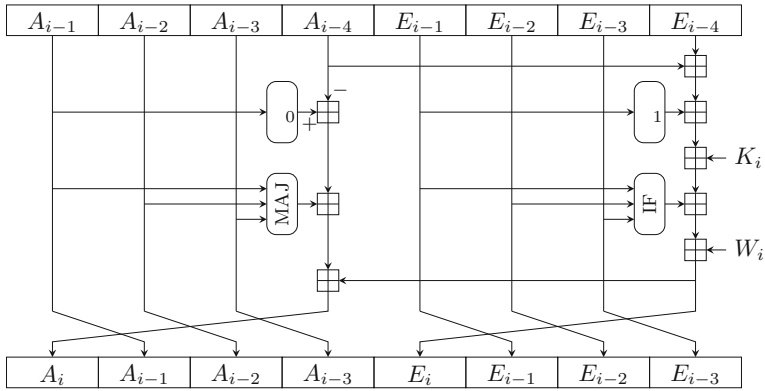 A_{i−1} A_{i−2} A_{i−3} A_{i−4} E_{i−1} E_{i−2} E_{i−3} E_{i−4}
−
0
+
1
K_i
MAJ
IF
W_i
A_i A_{i−1} A_{i−2} A_{i−3} E_i E_{i−1} E_{i−2} E_{i−3}